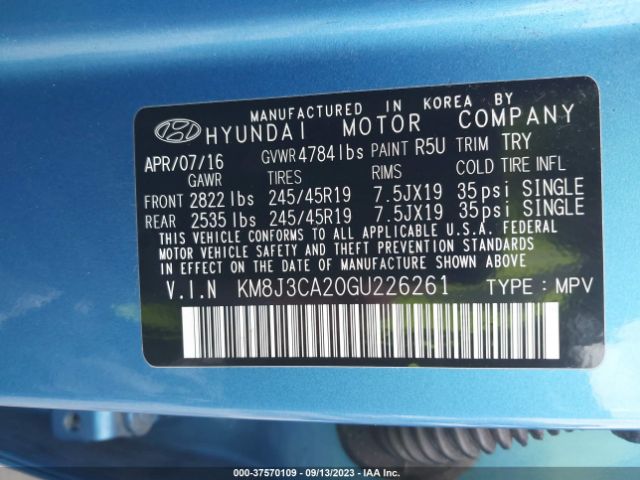 MANUFACTURED IN KOREA BY
HYUNDAI MOTOR COMPANY
APR/07/16 GVWR 4784 lbs PAINT R5U TRIM TRY
GAWR TIRES RIMS COLD TIRE INFL
FRONT 2822 lbs 245/45R19 7.5JX19 35psi SINGLE
REAR 2535 lbs 245/45R19 7.5JX19 35psi SINGLE
THIS VEHICLE CONFORMS TO ALL APPLICABLE U.S.A. FEDERAL
MOTOR VEHICLE SAFETY AND THEFT PREVENTION STANDARDS
IN EFFECT ON THE DATE OF MANUFACTURE SHOWN ABOVE.
V.I.N KM8J3CA20GU226261 TYPE : MPV
000-37570109 - 09/13/2023 - IAA Inc.